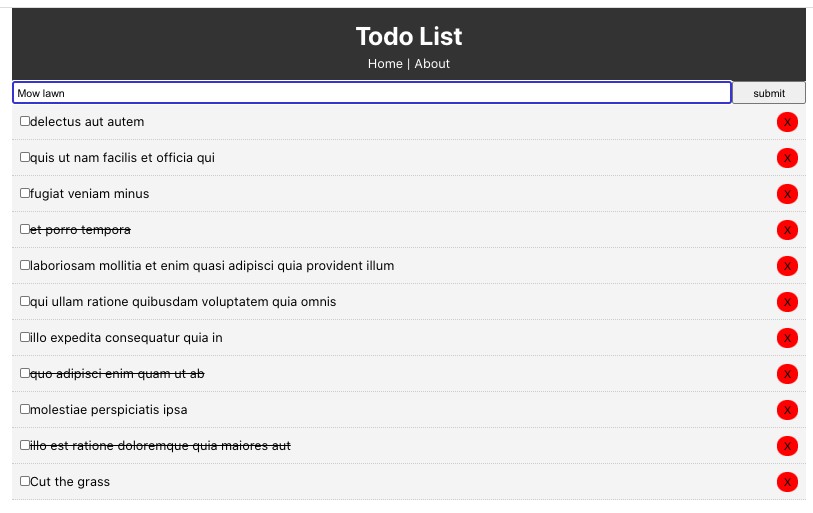 Todo List
Home | About
Mow lawn submit
delectus aut autem X
quis ut nam facilis et officia qui X
fugiat veniam minus X
et porro tempora X
laboriosam mollitia et enim quasi adipisci quia provident illum X
qui ullam ratione quibusdam voluptatem quia omnis X
illo expedita consequatur quia in X
quo adipisci enim quam ut ab X
molestiae perspiciatis ipsa X
illo est ratione doloremque quia maiores aut X
Cut the grass X